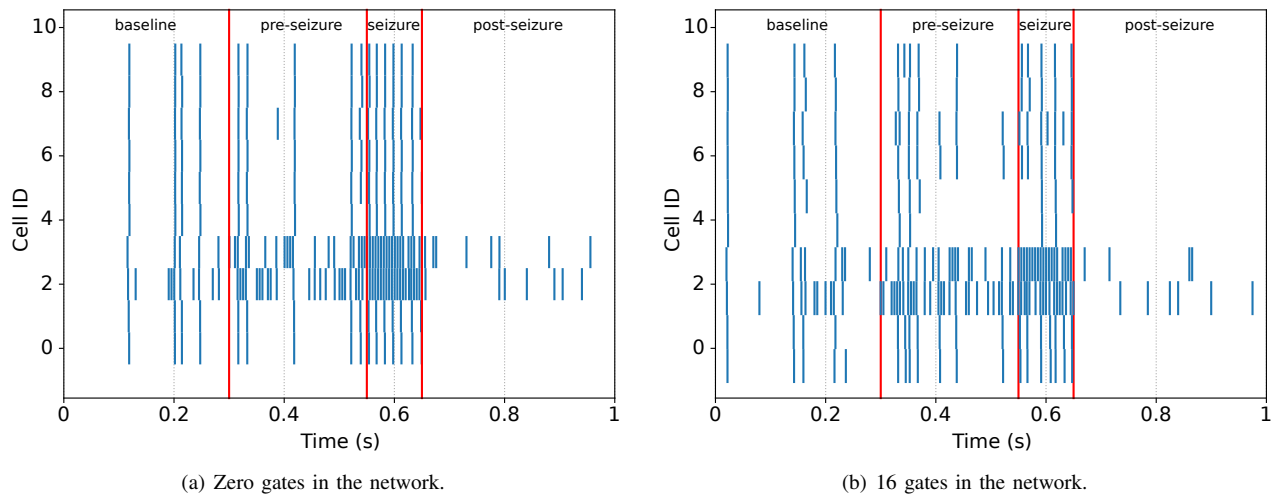 baseline pre-seizure seizure post-seizure
10
8
6
4
2
0
Cell ID
0 0.2 0.4 0.6 0.8 1
Time (s)
(a) Zero gates in the network.
baseline pre-seizure seizure post-seizure
10
8
6
4
2
0
Cell ID
0 0.2 0.4 0.6 0.8 1
Time (s)
(b) 16 gates in the network.